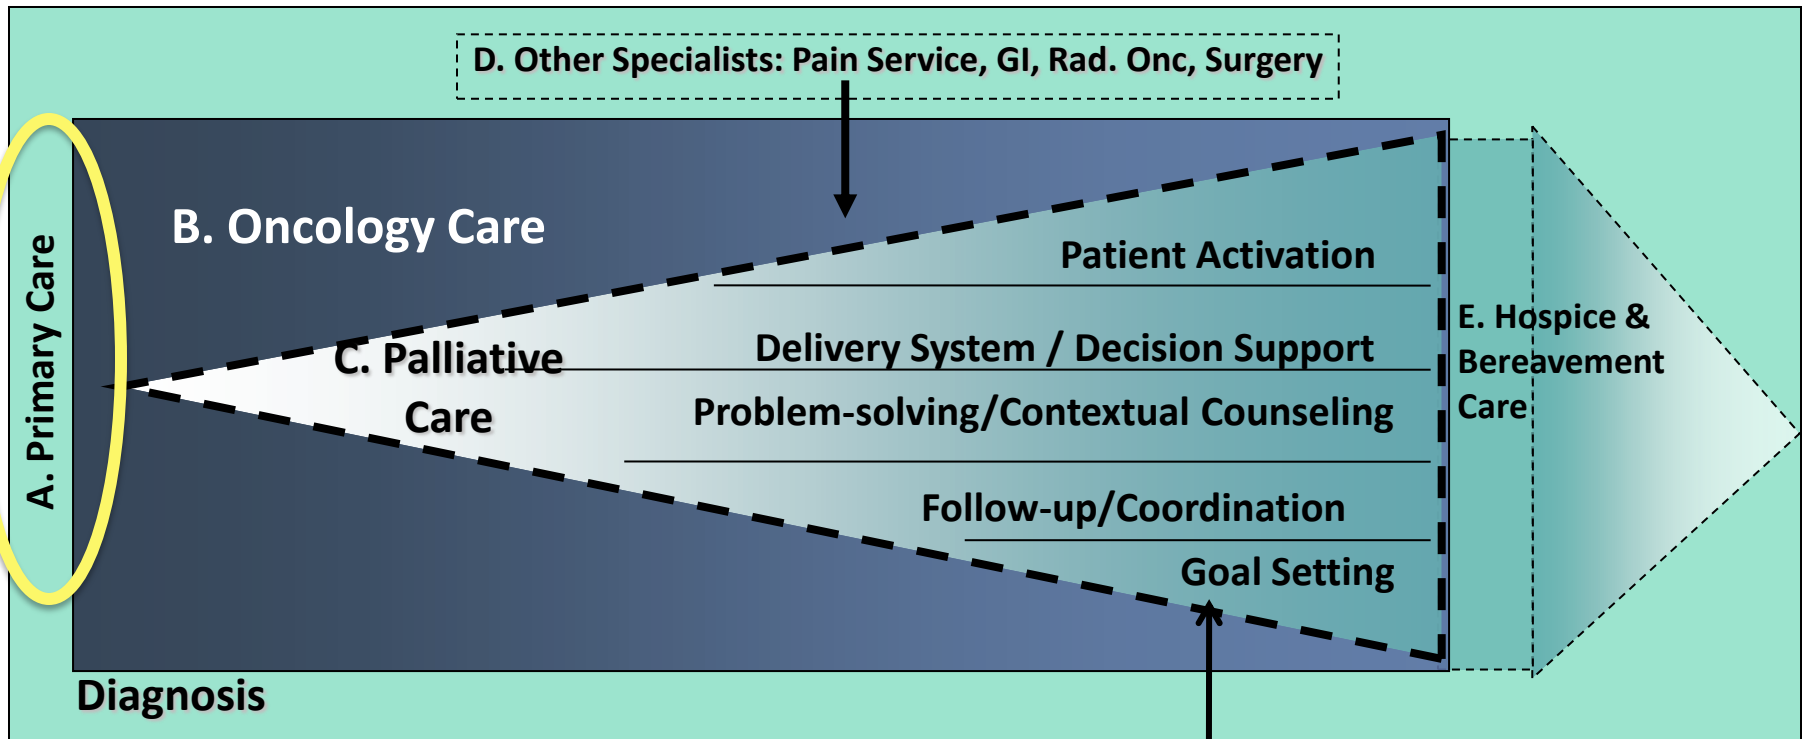 D. Other Specialists: Pain Service, GI, Rad. Onc, Surgery
A. Primary Care
B. Oncology Care
C. Palliative
Care
Patient Activation
Delivery System / Decision Support
Problem-solving/Contextual Counseling
Follow-up/Coordination
Goal Setting
E. Hospice &
Bereavement
Care
Diagnosis